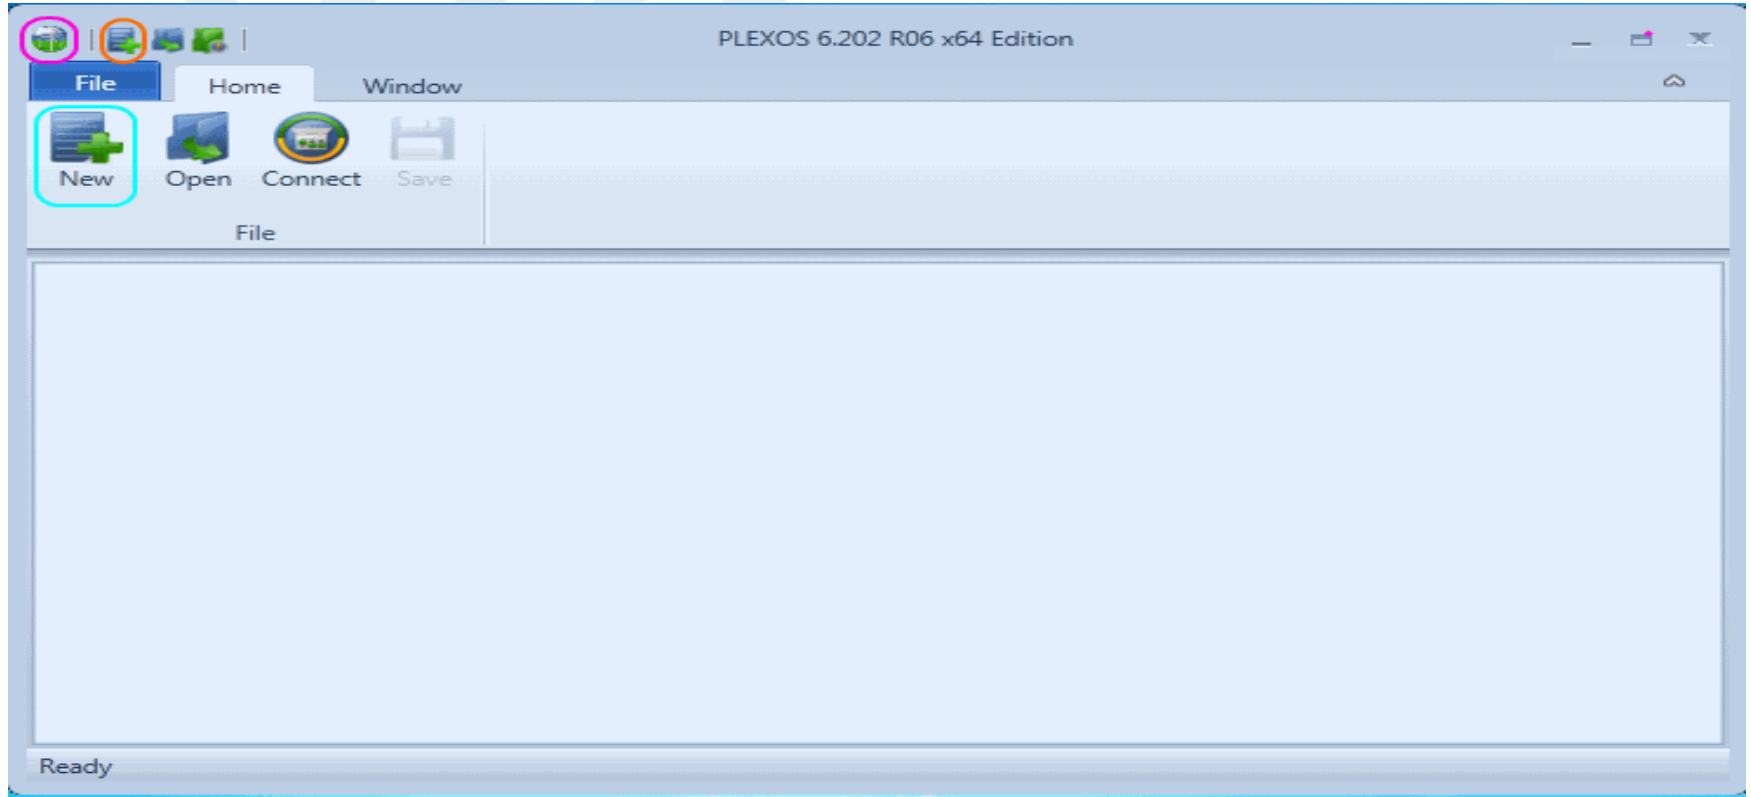 PLEXOS 6.202 R06 x64 Edition
File Home Window
New Open Connect Save
File
Ready